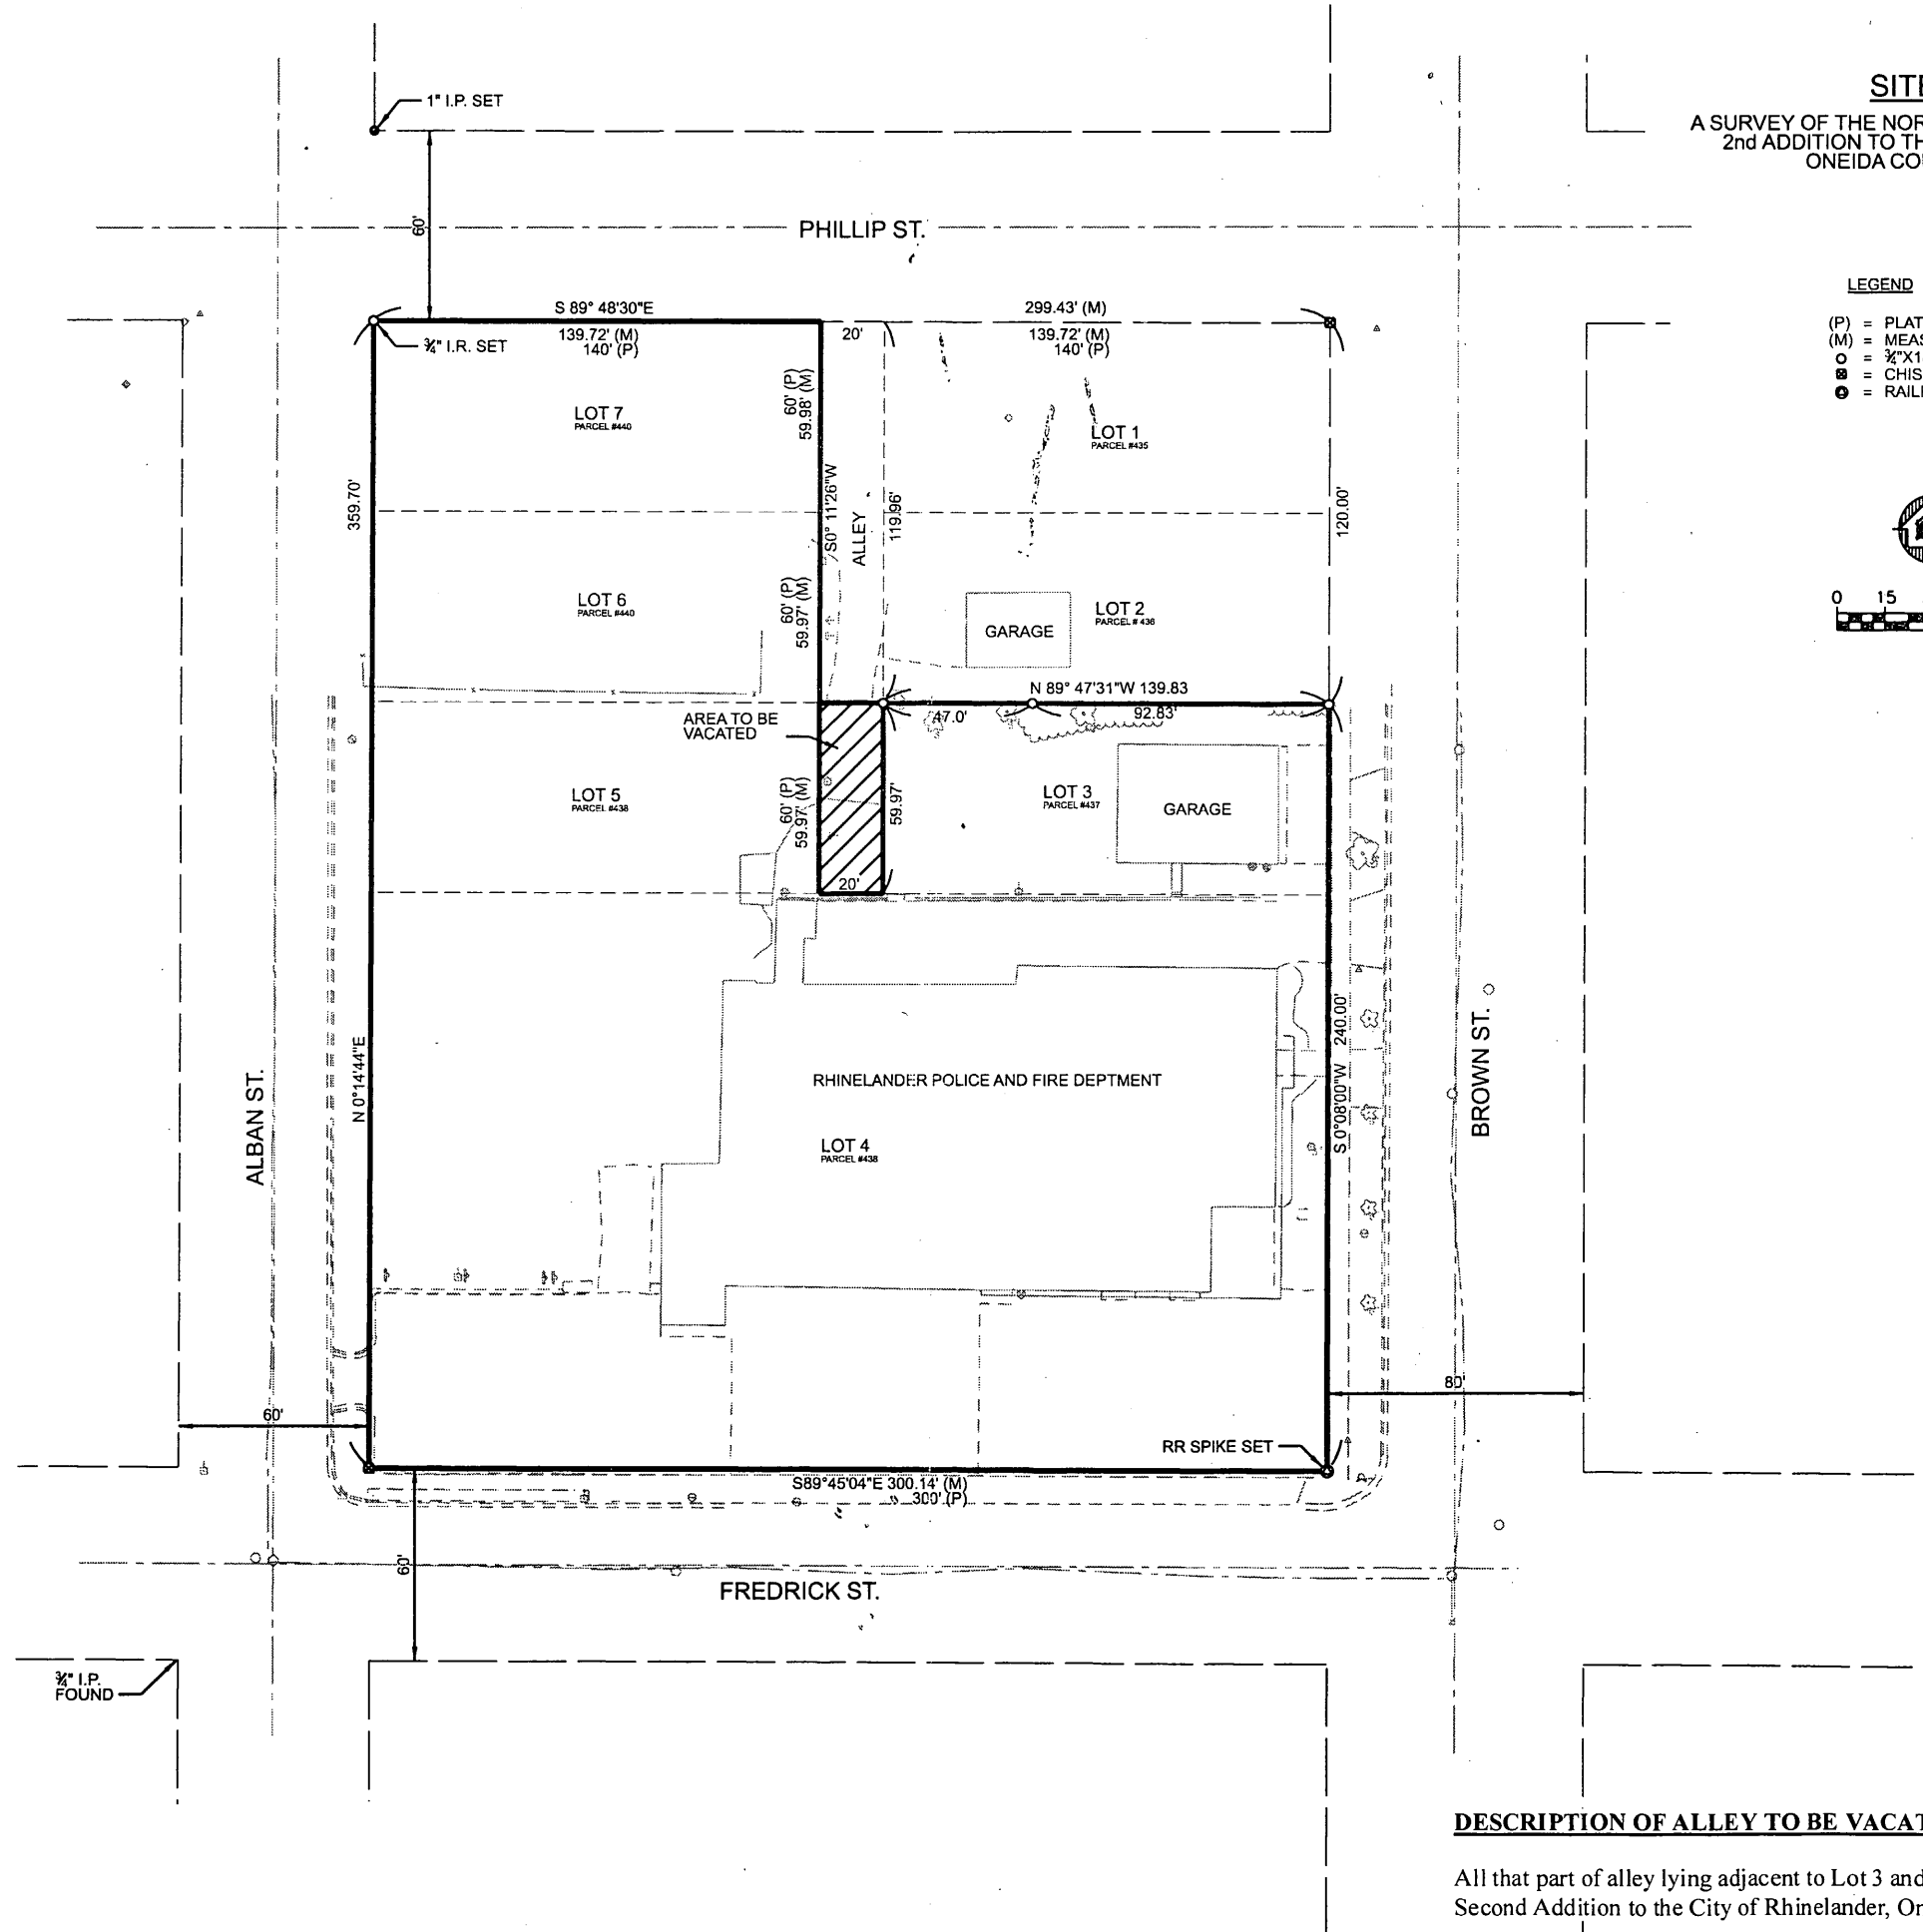 1" I.P. SET
SITE
A SURVEY OF THE NOR
2nd ADDITION TO TH
ONEIDA COU
60'
PHILLIP ST.
LEGEND
S 89° 48'30"E
299.43' (M)
139.72' (M)
140' (P)
20'
139.72' (M)
140' (P)
3/4" I.R. SET
(P) = PLAT
(M) = MEAS
= 3/4"X1
= CHIS
= RAILR
60' (P)
59.98' (M)
LOT 7
PARCEL #440
LOT 1
PARCEL #435
359.70'
S0° 11'26"W
ALLEY
119.96'
120.00'
LOT 6
PARCEL #440
60' (P)
59.97' (M)
GARAGE
LOT 2
PARCEL # 436
0 15
N 89° 47'31"W 139.83
47.0'
92.83'
AREA TO BE
VACATED
LOT 5
PARCEL #438
60' (P)
59.97' (M)
59.97'
LOT 3
PARCEL #437
GARAGE
20'
240.00'
S 0°08'00"W
N 0°14'44"E
ALBAN ST.
BROWN ST.
RHINELANDER POLICE AND FIRE DEPTMENT
LOT 4
PARCEL #438
80'
60'
RR SPIKE SET
S89°45'04"E 300.14' (M)
300' (P)
60'
FREDRICK ST.
3/4" I.P.
FOUND
DESCRIPTION OF ALLEY TO BE VACAT
All that part of alley lying adjacent to Lot 3 and
Second Addition to the City of Rhinelander, On